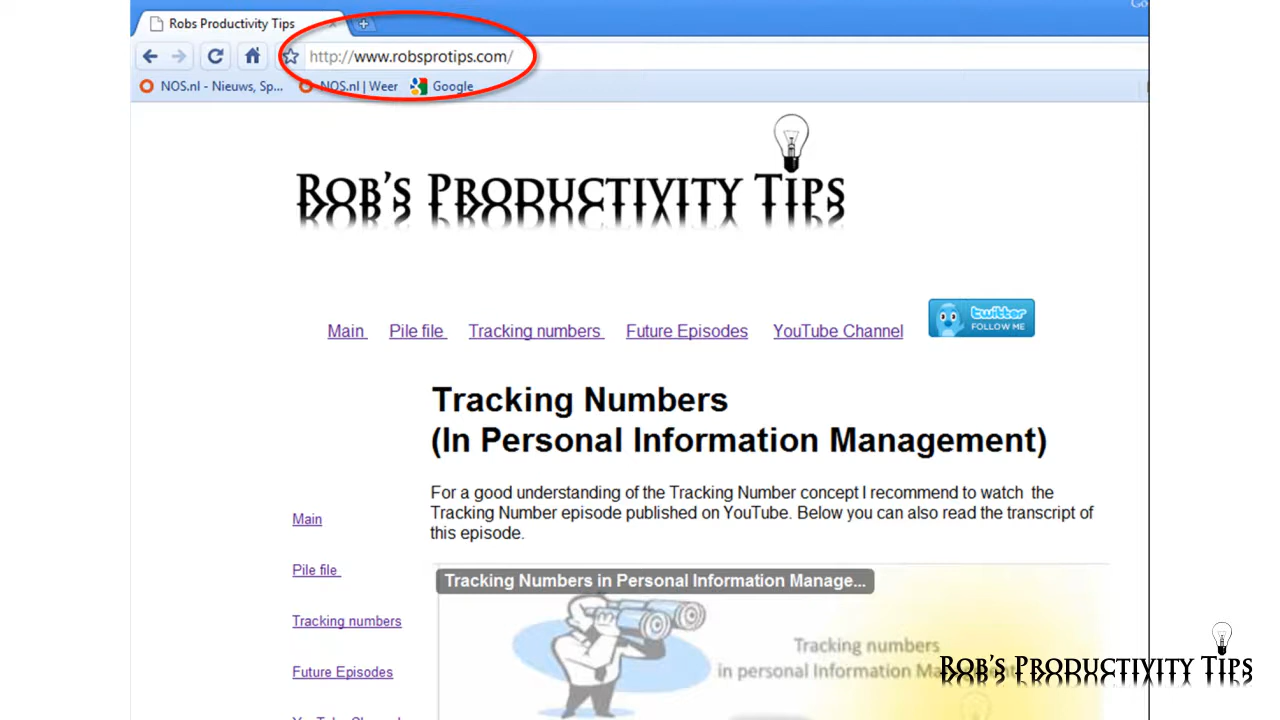 Robs Productivity Tips
http://www.robsprotips.com/
NOS.nl - Nieuws, Sp... NOS.nl | Weer Google
ROB'S PRODUCTIVITY TIPS
Main Pile file Tracking numbers Future Episodes YouTube Channel
twitter
FOLLOW ME
Tracking Numbers
(In Personal Information Management)
For a good understanding of the Tracking Number concept I recommend to watch the
Tracking Number episode published on YouTube. Below you can also read the transcript of
this episode.
Main
Pile file
Tracking numbers
Future Episodes
Tracking Numbers in Personal Information Manage...
Tracking numbers
in personal Information
ROB'S PRODUCTIVITY TIPS